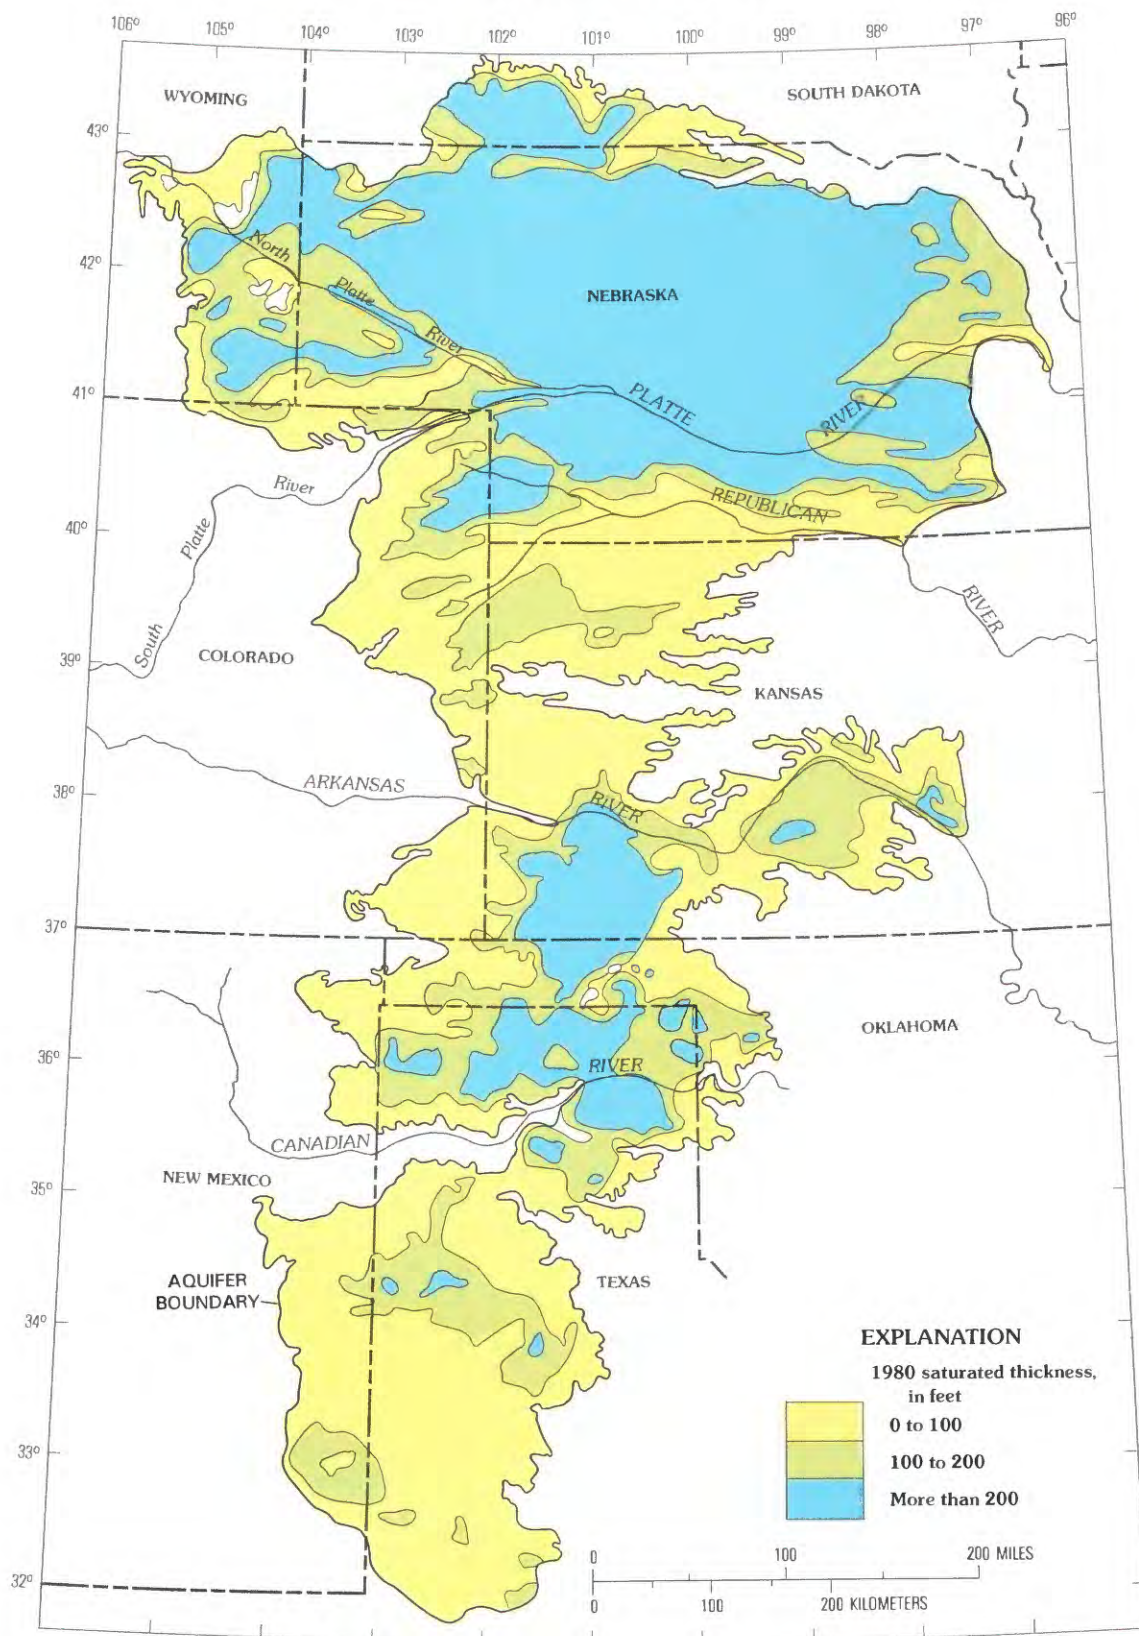 106° 105° 104° 103° 102° 101° 100° 99° 98° 97° 96°
WYOMING
SOUTH DAKOTA
43°
42°
North
Platte
River
NEBRASKA
41°
PLATTE
RIVER
River
Platte
South
REPUBLICAN
RIVER
40°
39°
COLORADO
KANSAS
ARKANSAS
RIVER
38°
37°
36°
OKLAHOMA
RIVER
CANADIAN
NEW MEXICO
35°
AQUIFER
BOUNDARY
TEXAS
34°
33°
32°
EXPLANATION
1980 saturated thickness,
in feet
0 to 100
100 to 200
More than 200
0 100 200 MILES
0 100 200 KILOMETERS